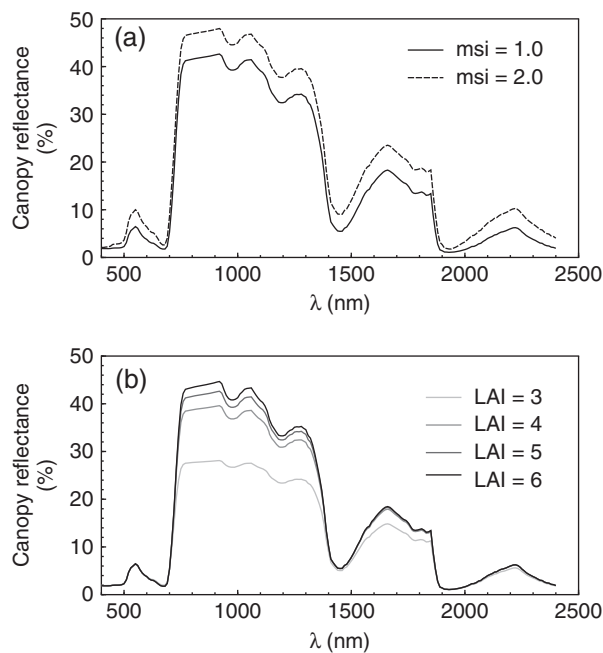 (a)
msi = 1.0
msi = 2.0
Canopy reflectance
(%)
50
40
30
20
10
0
500 1000 1500 2000 2500
λ (nm)
(b)
LAI = 3
LAI = 4
LAI = 5
LAI = 6
Canopy reflectance
(%)
50
40
30
20
10
0
500 1000 1500 2000 2500
λ (nm)